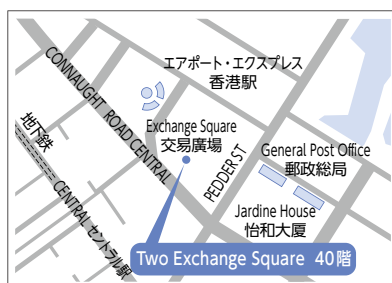 エアポート・エクスプレス
香港駅
CONNAUGHT ROAD CENTRAL
地下鉄
Exchange Square
交易廣場
PEDDER ST
General Post Office
郵政総局
CENTRAL セントラル駅
Jardine House
怡和大厦
Two Exchange Square 40階